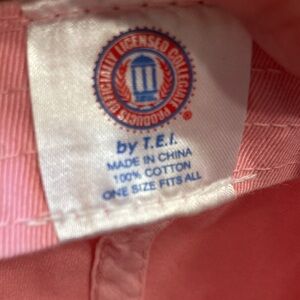 OFFICIALLY LICENSED COLLEGIATE PRODUCTS
®
by T.E.I.
MADE IN CHINA
100% COTTON
ONE SIZE FITS ALL